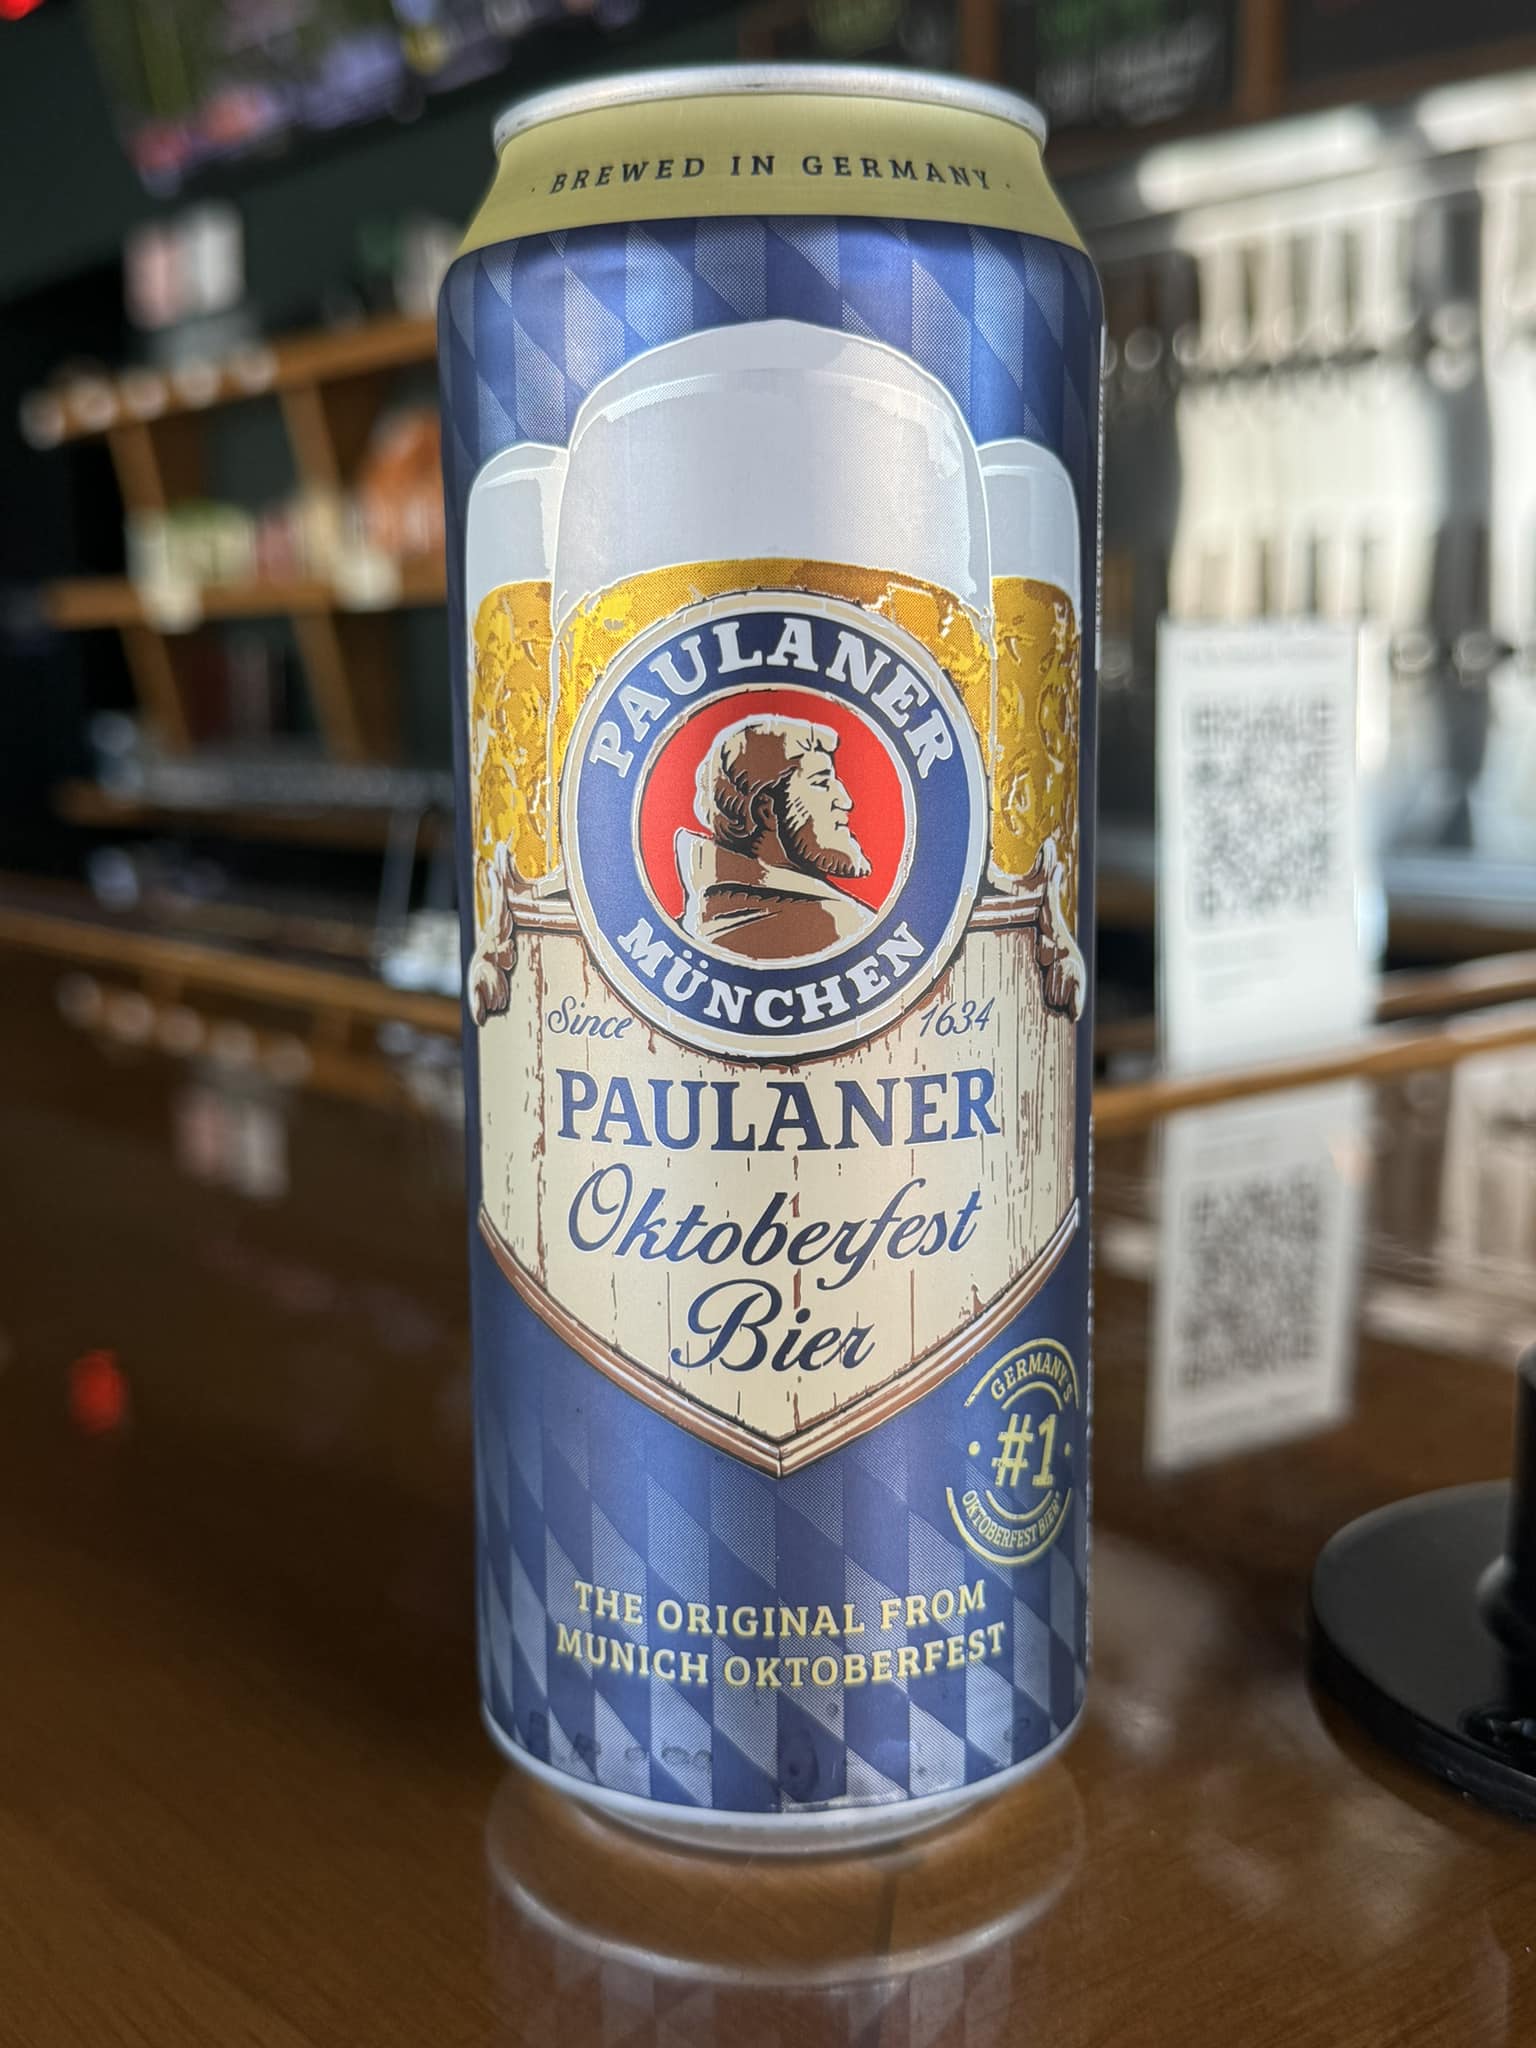 · BREWED IN GERMANY ·
PAULANER
MÜNCHEN
Since 1634
PAULANER
Oktoberfest
Bier
GERMANY'S
· #1 ·
OKTOBERFEST BIER*
THE ORIGINAL FROM
MUNICH OKTOBERFEST